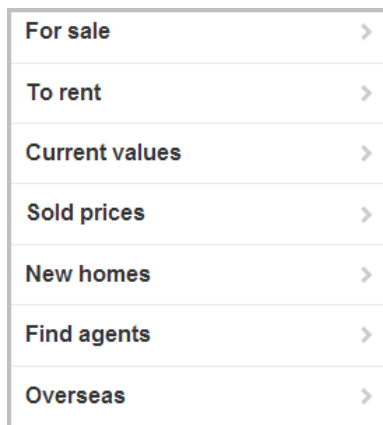 For sale
To rent
Current values
Sold prices
New homes
Find agents
Overseas